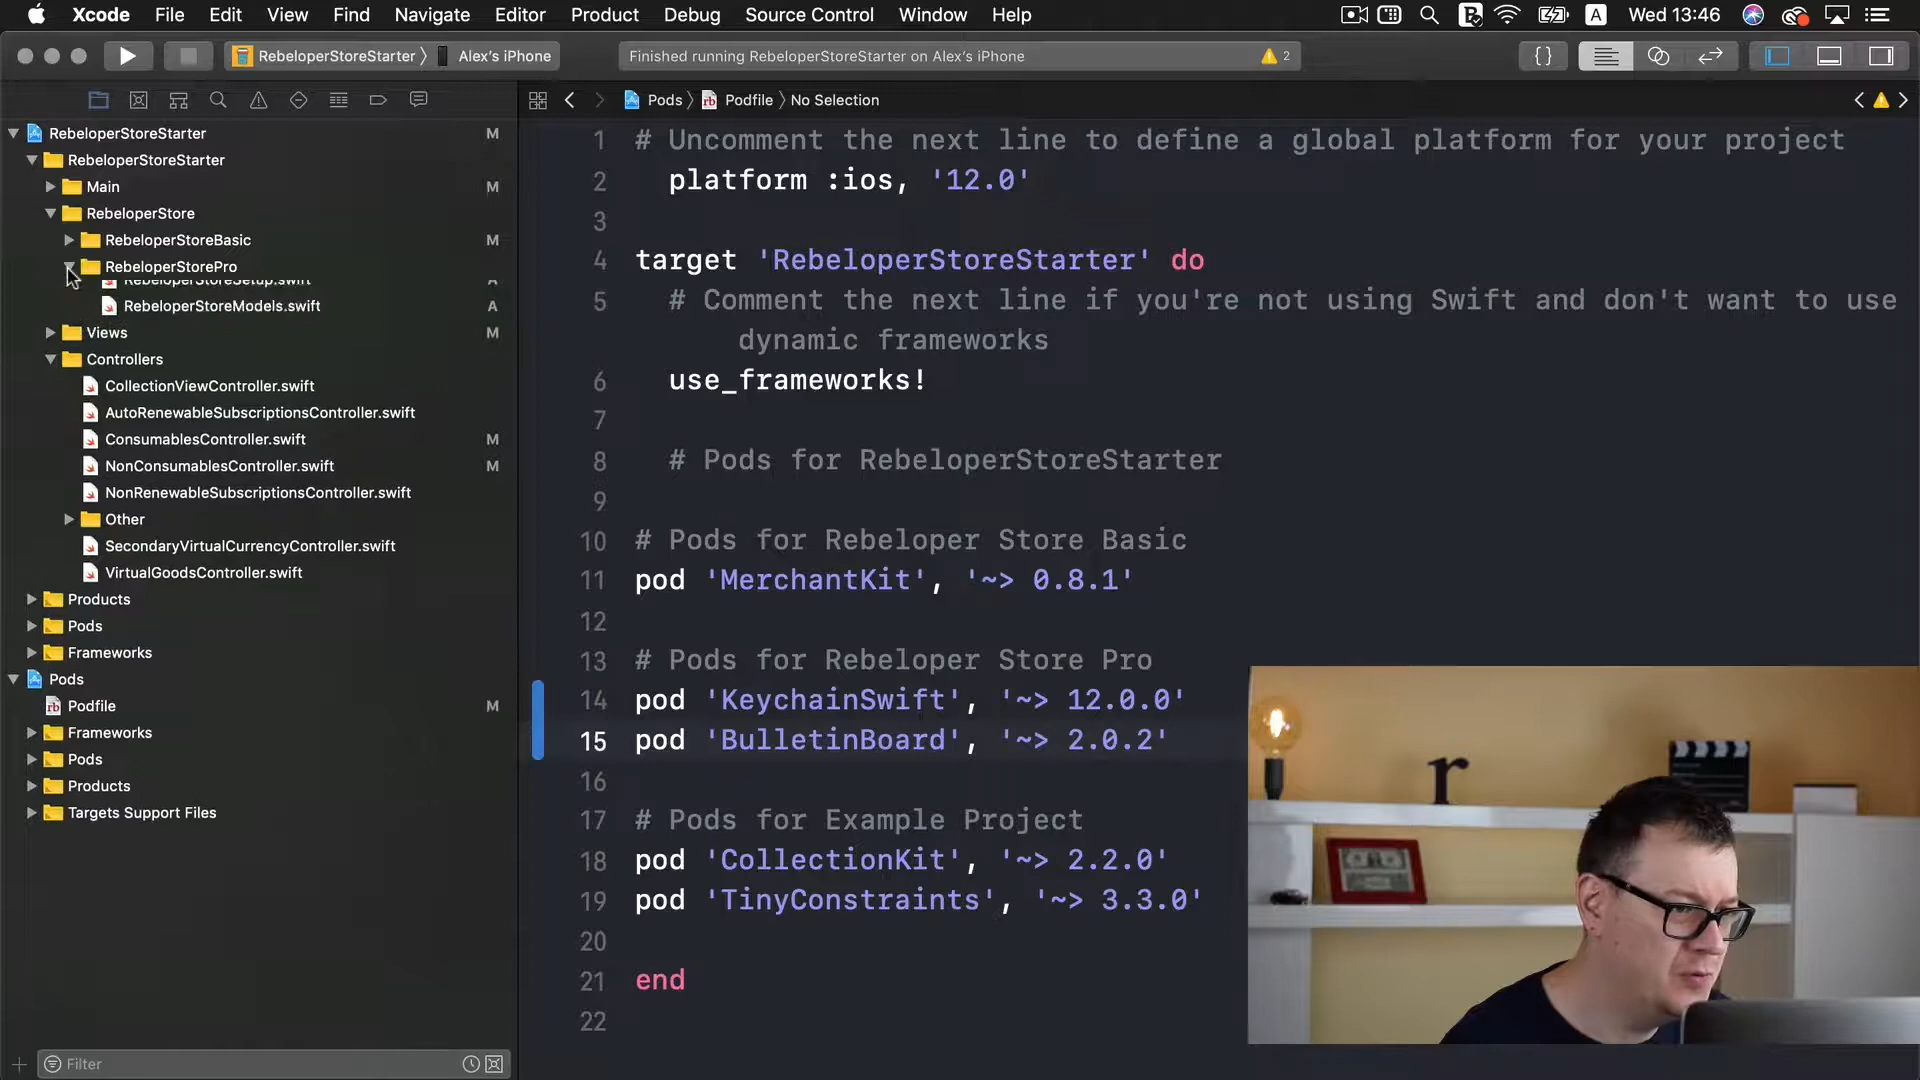 Xcode File Edit View Find Navigate Editor Product Debug Source Control Window Help A Wed 13:46
RebeloperStoreStarter Alex's iPhone Finished running RebeloperStoreStarter on Alex's iPhone 2 {}
Pods rb Podfile No Selection
RebeloperStoreStarter M
RebeloperStoreStarter
Main M
RebeloperStore
RebeloperStoreBasic M
RebeloperStorePro
RebeloperStoreSetup.swift A
RebeloperStoreModels.swift A
Views M
Controllers
CollectionViewController.swift
AutoRenewableSubscriptionsController.swift
ConsumablesController.swift M
NonConsumablesController.swift M
NonRenewableSubscriptionsController.swift
Other
SecondaryVirtualCurrencyController.swift
VirtualGoodsController.swift
Products
Pods
Frameworks
Pods
rb Podfile M
Frameworks
Pods
Products
Targets Support Files
Filter
1 # Uncomment the next line to define a global platform for your project
2 platform :ios, '12.0'
3
4 target 'RebeloperStoreStarter' do
5 # Comment the next line if you're not using Swift and don't want to use
dynamic frameworks
6 use_frameworks!
7
8 # Pods for RebeloperStoreStarter
9
10 # Pods for Rebeloper Store Basic
11 pod 'MerchantKit', '~> 0.8.1'
12
13 # Pods for Rebeloper Store Pro
14 pod 'KeychainSwift', '~> 12.0.0'
15 pod 'BulletinBoard', '~> 2.0.2'
16
17 # Pods for Example Project
18 pod 'CollectionKit', '~> 2.2.0'
19 pod 'TinyConstraints', '~> 3.3.0'
20
21 end
22
r